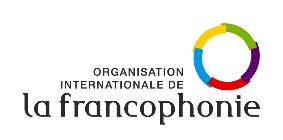 ORGANISATION
INTERNATIONALE DE
la francophonie